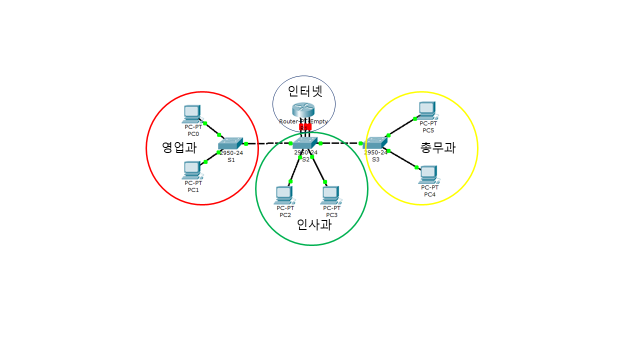 인터넷
Router-PT-Empty
영업과
PC-PT
PC0
2950-24
S1
PC-PT
PC1
2950-24
S2
PC-PT
PC2
PC-PT
PC3
인사과
2950-24
S3
PC-PT
PC5
총무과
PC-PT
PC4